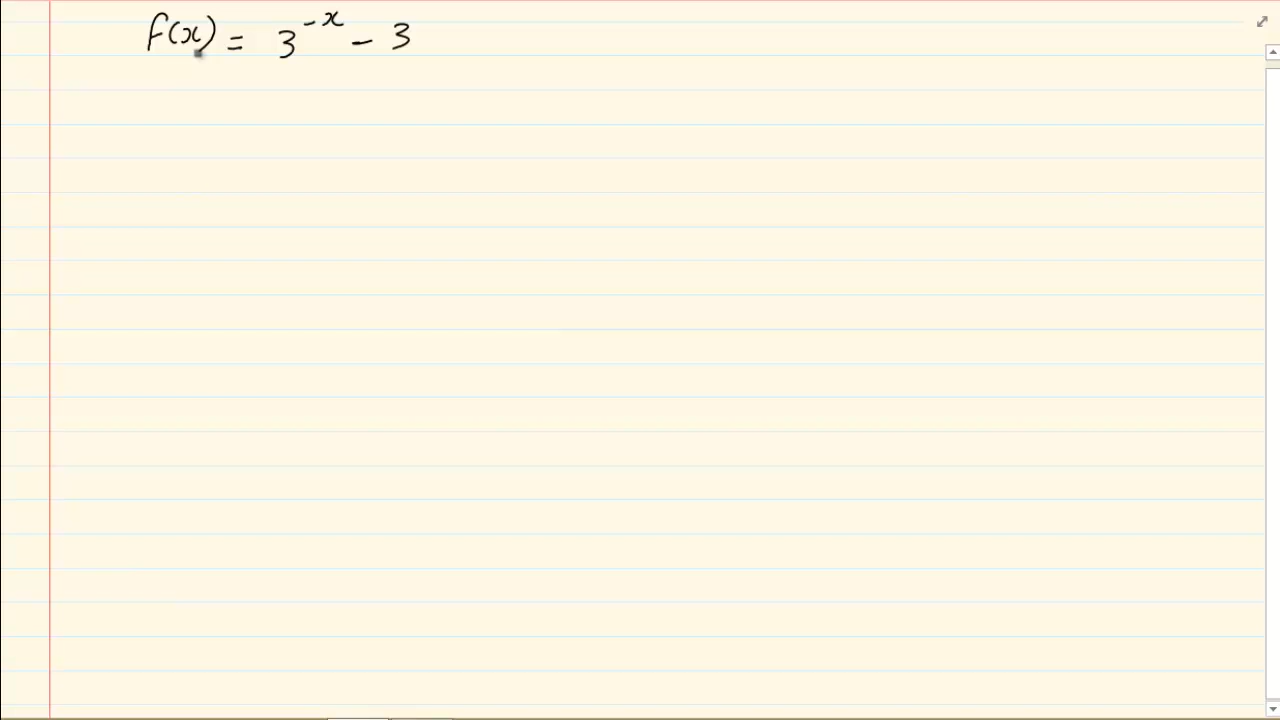 f(x) = 3^{-x} - 3